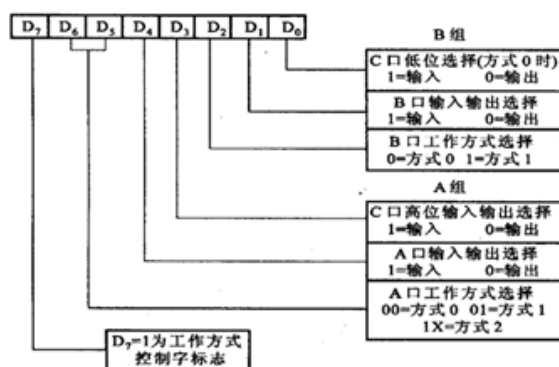 D₇ D₆ D₅ D₄ D₃ D₂ D₁ D₀
B组
C口低位选择(方式0时)
1=输入 0=输出
B口输入输出选择
1=输入 0=输出
B口工作方式选择
0=方式0 1=方式1
A组
C口高位输入输出选择
1=输入 0=输出
A口输入输出选择
1=输入 0=输出
A口工作方式选择
00=方式0 01=方式1
1X=方式2
D₇=1为工作方式
控制字标志